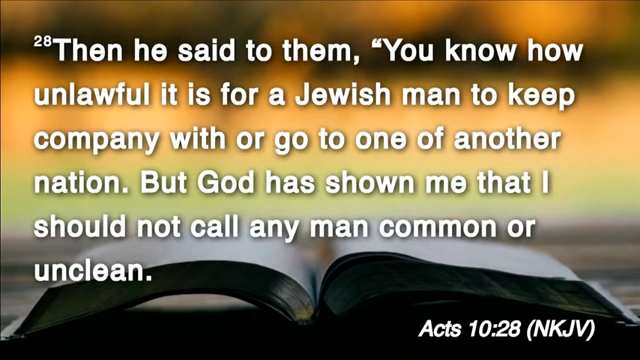 28Then he said to them, “You know how
unlawful it is for a Jewish man to keep
company with or go to one of another
nation. But God has shown me that I
should not call any man common or
unclean.
Acts 10:28 (NKJV)